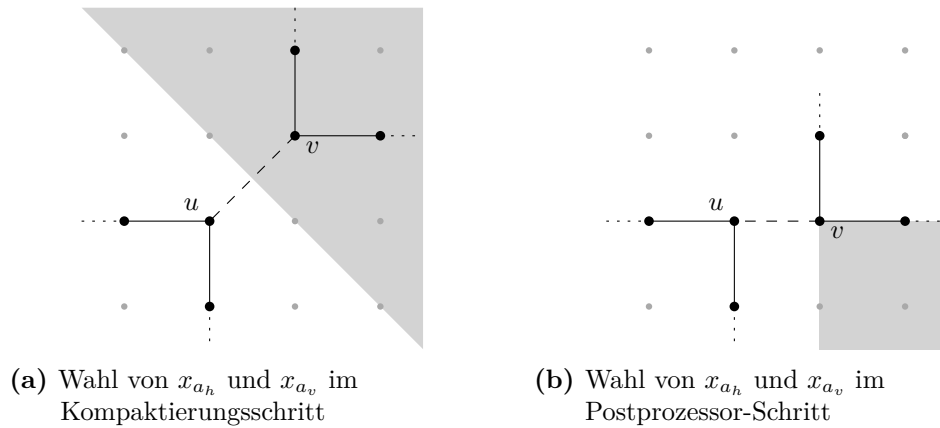 v
u
u
v
(a) Wahl von $x_{a_h}$ und $x_{a_v}$ im
Kompaktierungsschritt
(b) Wahl von $x_{a_h}$ und $x_{a_v}$ im
Postprozessor-Schritt